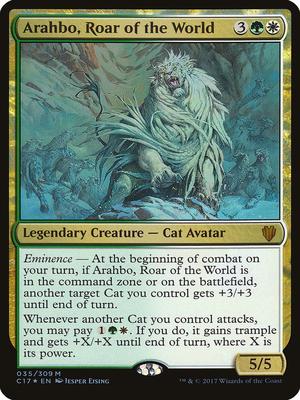 Arahbo, Roar of the World 3
Legendary Creature — Cat Avatar
Eminence — At the beginning of combat on
your turn, if Arahbo, Roar of the World is
in the command zone or on the battlefield,
another target Cat you control gets +3/+3
until end of turn.
Whenever another Cat you control attacks,
you may pay 1. If you do, it gains trample
and gets +X/+X until end of turn, where X
is its power.
5/5
035/309 M
C17 ★ EN Jesper Ejsing ™ & © 2017 Wizards of the Coast